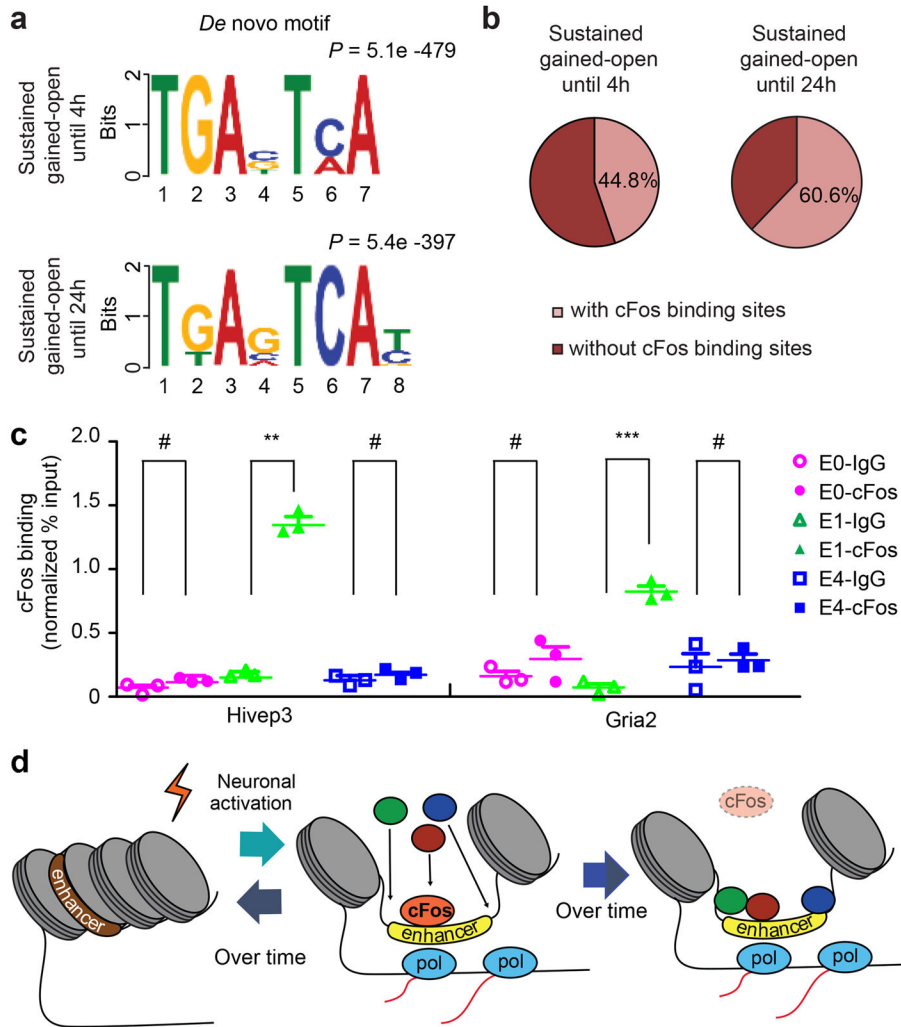 a
De novo motif
P = 5.1e -479
Sustained
gained-open
until 4h
Bits
2
1
0
TGACGTTCAA
1 2 3 4 5 6 7
P = 5.4e -397
Sustained
gained-open
until 24h
Bits
2
1
0
TGTAGCATCATC
1 2 3 4 5 6 7 8
b
Sustained
gained-open
until 4h
44.8%
Sustained
gained-open
until 24h
60.6%
with cFos binding sites
without cFos binding sites
c
cFos binding
(normalized % input)
2.0
1.5
1.0
0.5
0
# ** # # *** #
Hivep3 Gria2
E0-IgG
E0-cFos
E1-IgG
E1-cFos
E4-IgG
E4-cFos
d
Neuronal
activation
Over time
enhancer
cFos
enhancer
pol pol
Over time
cFos
enhancer
pol pol